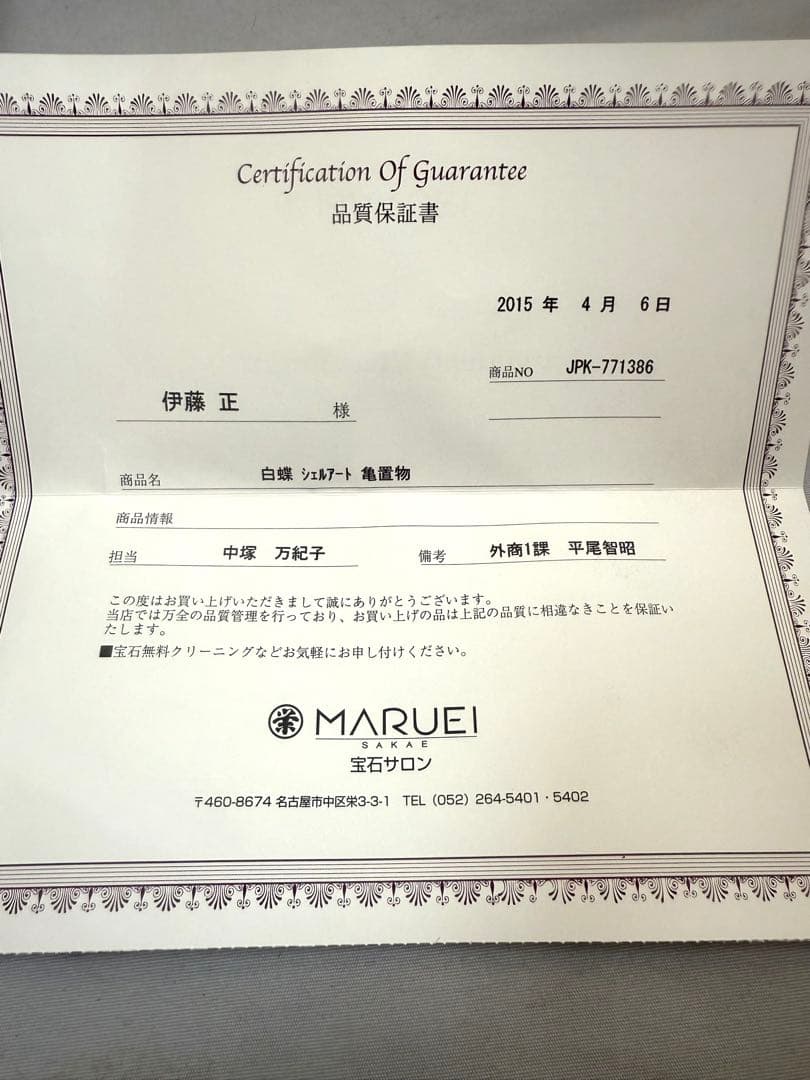 Certification Of Guarantee
品質保証書
2015 年 4 月 6 日
商品NO JPK-771386
伊藤 正 様
商品名 白蝶 シェルアート 亀置物
商品情報
担当 中塚 万紀子 備考 外商1課 平尾智昭
この度はお買い上げいただきまして誠にありがとうございます。
当店では万全の品質管理を行っており、お買い上げの品は上記の品質に相違なきことを保証い
たします。
■宝石無料クリーニングなどお気軽にお申し付けください。
栄 MARUEI
SAKAE
宝石サロン
〒460-8674 名古屋市中区栄3-3-1 TEL（052）264-5401・5402